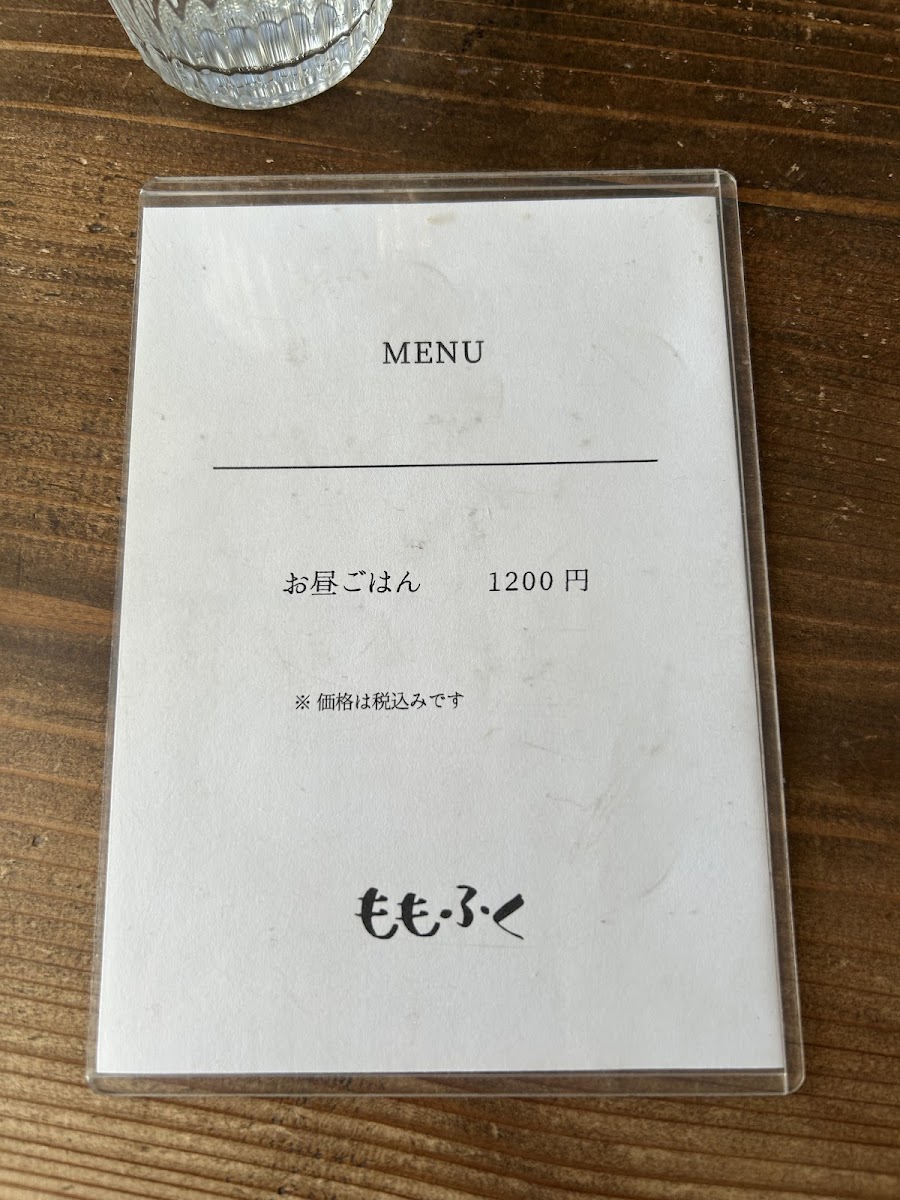 MENU
お昼ごはん 1200 円
※ 価格は税込みです
ももふく